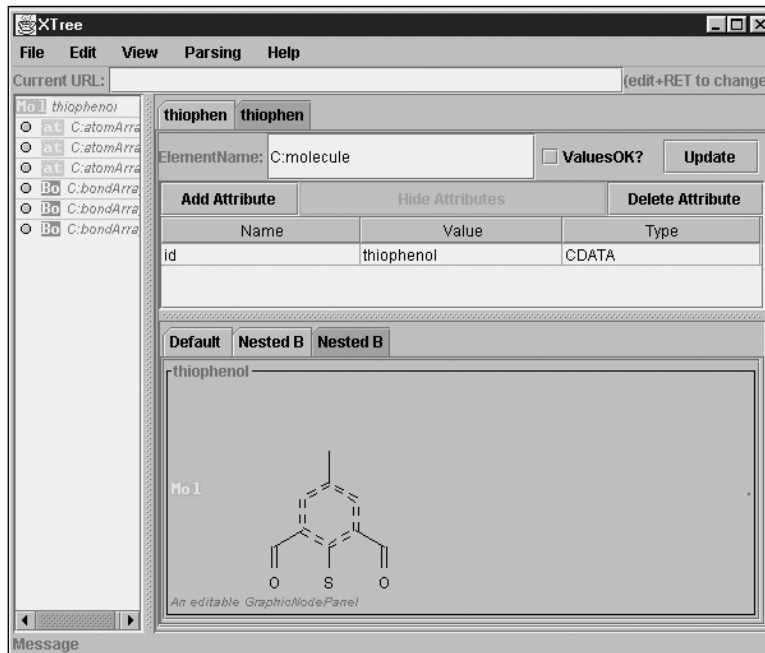 XTree
File Edit View Parsing Help
Current URL: (edit+RET to change
Mol thiophenol
at C:atomArra
at C:atomArra
at C:atomArra
Bo C:bondArra
Bo C:bondArra
Bo C:bondArra
thiophen thiophen
ElementName: C:molecule ValuesOK? Update
Add Attribute Hide Attributes Delete Attribute
Name Value Type
id thiophenol CDATA
Default Nested B Nested B
thiophenol
Mol
O S O
An editable GraphicNodePanel
Message